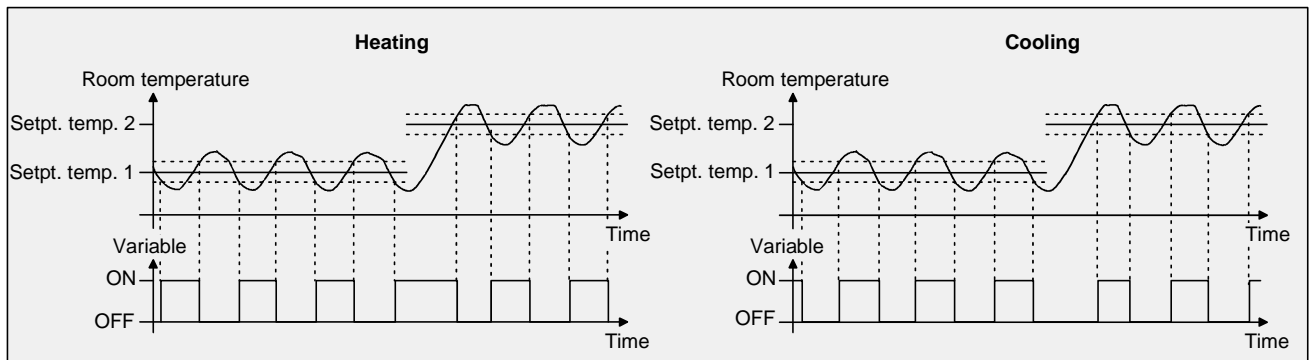 Heating
Room temperature
Setpt. temp. 2
Setpt. temp. 1
Time
Variable
ON
OFF
Time
Cooling
Room temperature
Setpt. temp. 2
Setpt. temp. 1
Time
Variable
ON
OFF
Time